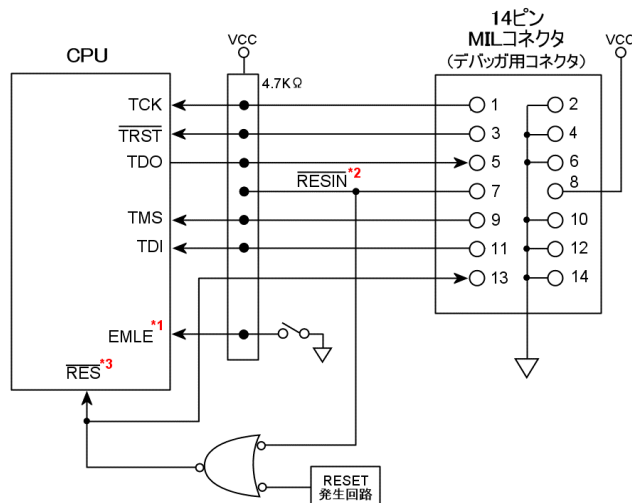 14ピン
MILコネクタ
(デバッガ用コネクタ)
VCC
VCC
CPU
4.7KΩ
TCK
1
2
TRST
3
4
TDO
5
6
RESIN*2
7
8
TMS
9
10
TDI
11
12
13
14
EMLE*1
RES*3
RESET
発生回路